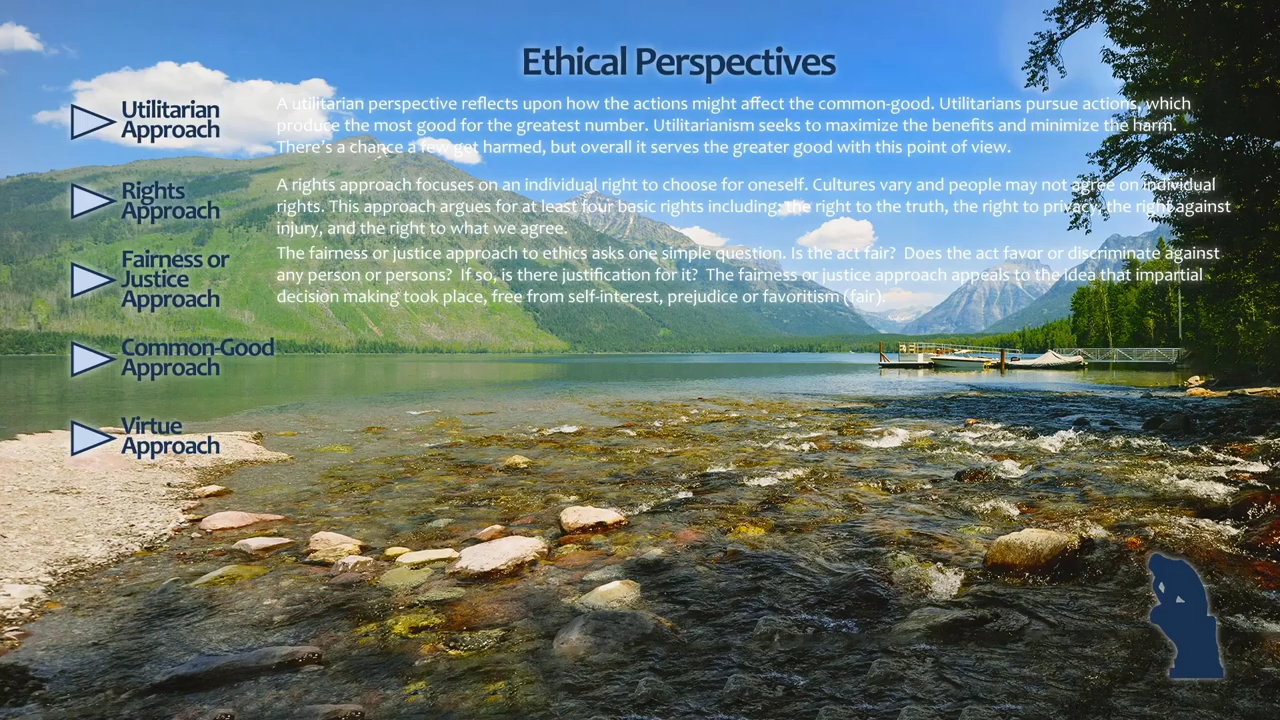 Ethical Perspectives
Utilitarian
Approach
A utilitarian perspective reflects upon how the actions might affect the common-good. Utilitarians pursue actions, which
produce the most good for the greatest number. Utilitarianism seeks to maximize the benefits and minimize the harm.
There's a chance a few get harmed, but overall it serves the greater good with this point of view.
Rights
Approach
A rights approach focuses on an individual right to choose for oneself. Cultures vary and people may not agree on individual
rights. This approach argues for at least four basic rights including: the right to the truth, the right to privacy, the right against
injury, and the right to what we agree.
Fairness or
Justice
Approach
The fairness or justice approach to ethics asks one simple question. Is the act fair?  Does the act favor or discriminate against
any person or persons?  If so, is there justification for it?  The fairness or justice approach appeals to the idea that impartial
decision making took place, free from self-interest, prejudice or favoritism (fair).
Common-Good
Approach
Virtue
Approach